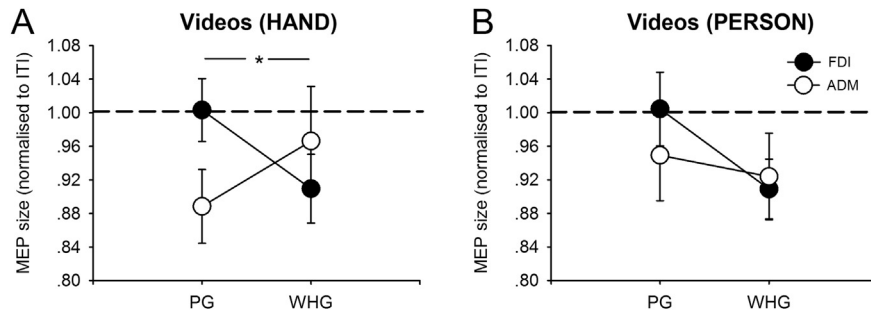 A
Videos (HAND)
MEP size (normalised to ITI)
1.08
1.04
1.00
.96
.92
.88
.84
.80
*
PG
WHG
B
Videos (PERSON)
MEP size (normalised to ITI)
1.08
1.04
1.00
.96
.92
.88
.84
.80
FDI
ADM
PG
WHG